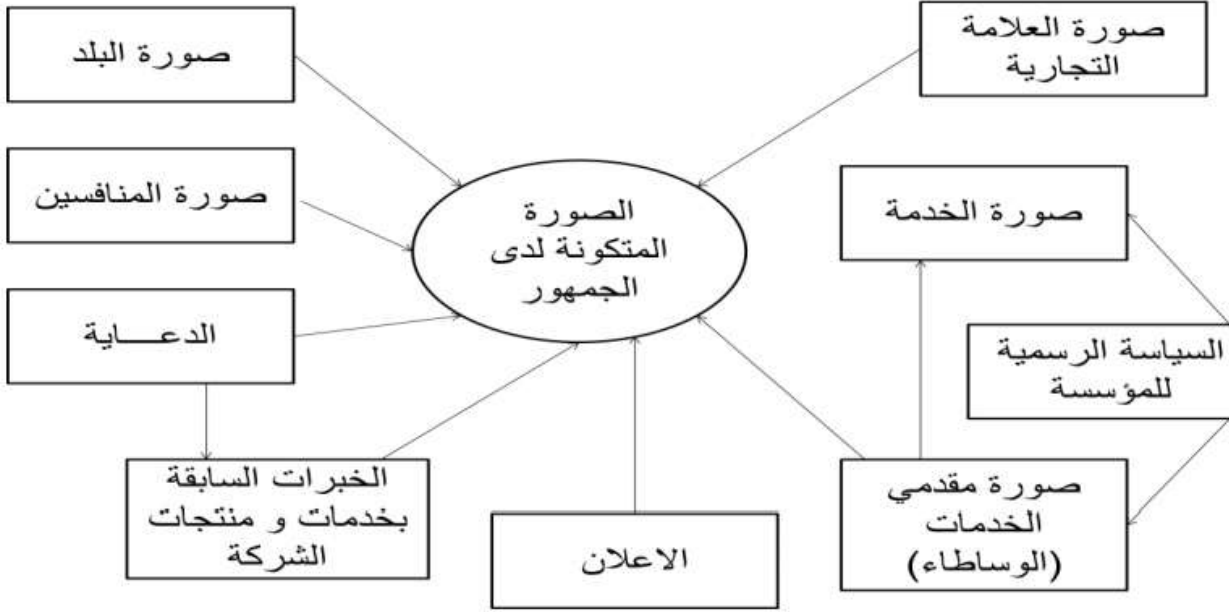 صورة العلامة
التجارية
صورة البلد
صورة المنافسين
الصورة
المتكونة لدى
الجمهور
صورة الخدمة
الدعـــاية
السياسة الرسمية
للمؤسسة
الخبرات السابقة
بخدمات و منتجات
الشركة
الاعلان
صورة مقدمي
الخدمات
(الوساطاء)